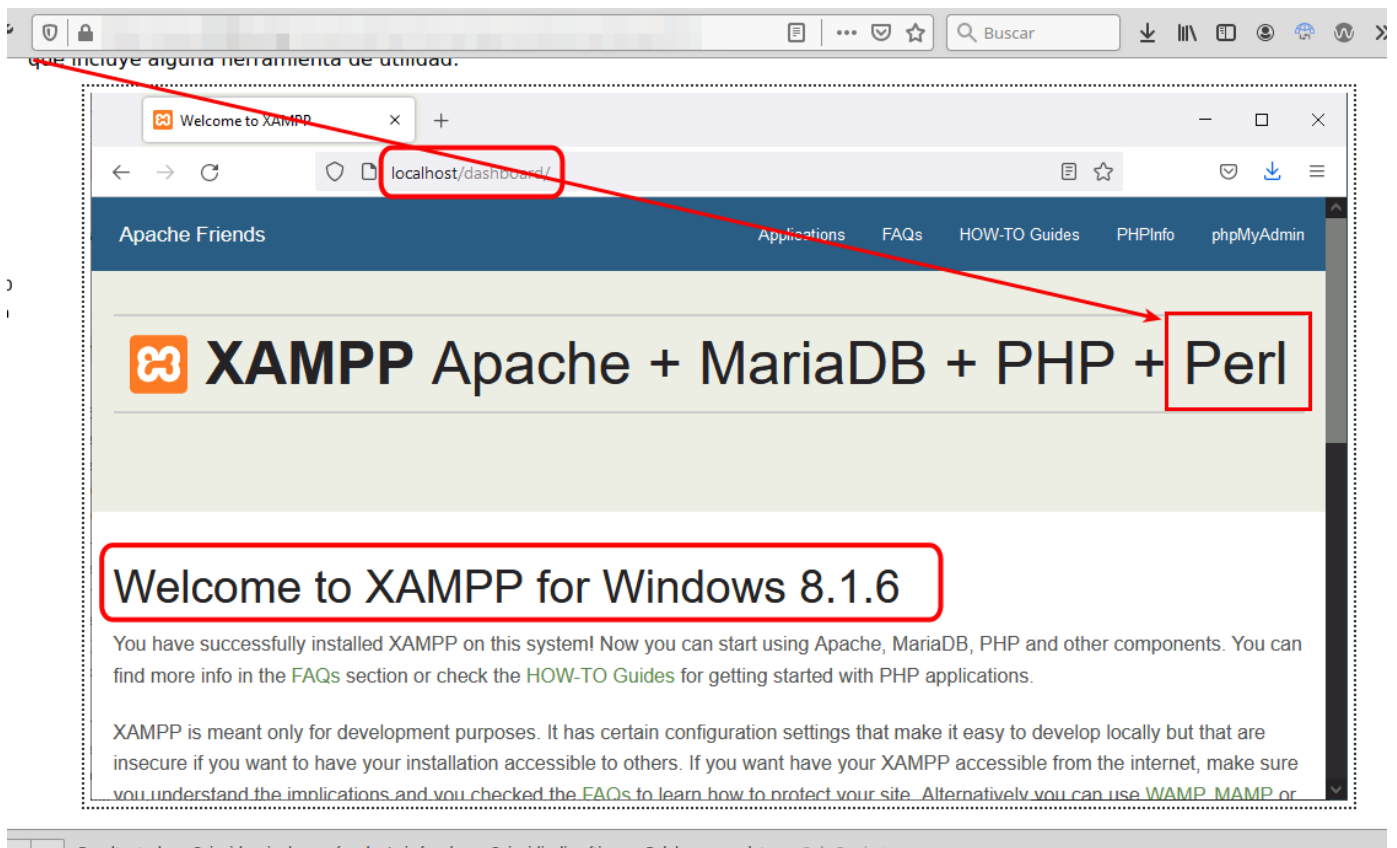 Buscar
que incluye alguna herramienta de utilidad.
Welcome to XAMPP
localhost/dashboard/
Apache Friends Applications FAQs HOW-TO Guides PHPInfo phpMyAdmin
XAMPP Apache + MariaDB + PHP + Perl
Welcome to XAMPP for Windows 8.1.6
You have successfully installed XAMPP on this system! Now you can start using Apache, MariaDB, PHP and other components. You can
find more info in the FAQs section or check the HOW-TO Guides for getting started with PHP applications.
XAMPP is meant only for development purposes. It has certain configuration settings that make it easy to develop locally but that are
insecure if you want to have your installation accessible to others. If you want have your XAMPP accessible from the internet, make sure
you understand the implications and you checked the FAQs to learn how to protect your site. Alternatively you can use WAMP, MAMP or